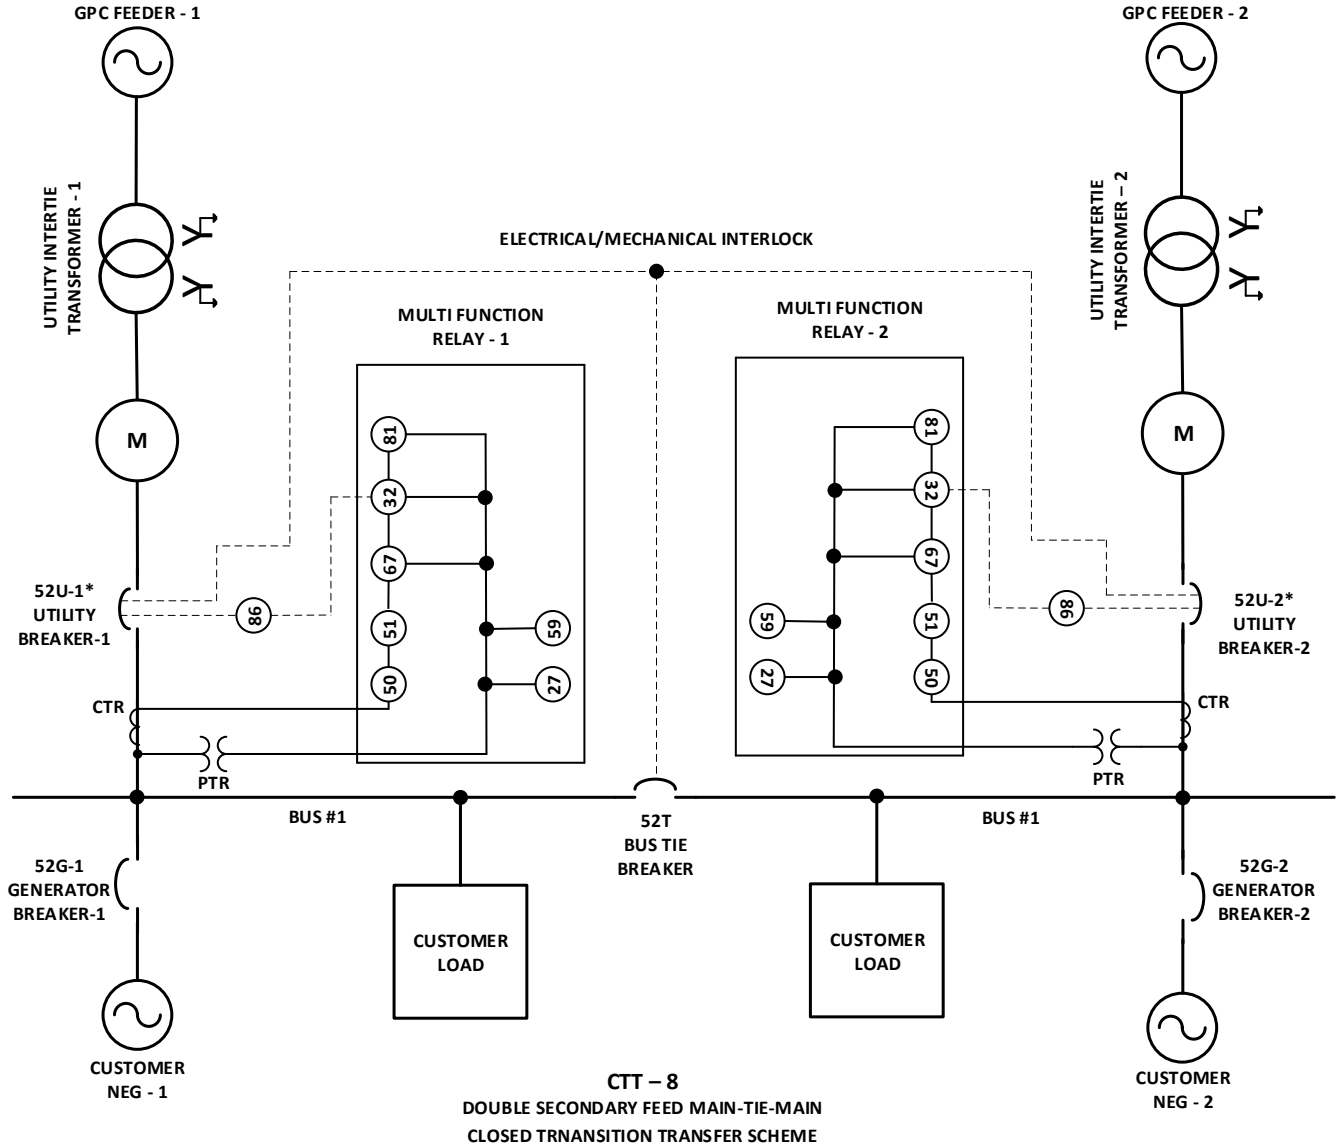 GPC FEEDER - 1
GPC FEEDER - 2
UTILITY INTERTIE
TRANSFORMER - 1
UTILITY INTERTIE
TRANSFORMER – 2
ELECTRICAL/MECHANICAL INTERLOCK
MULTI FUNCTION
RELAY - 1
MULTI FUNCTION
RELAY - 2
M
81
32
67
51
50
59
27
81
32
67
51
50
59
27
M
52U-1*
UTILITY
BREAKER-1
86
86
52U-2*
UTILITY
BREAKER-2
CTR
PTR
CTR
PTR
BUS #1
52T
BUS TIE
BREAKER
BUS #1
52G-1
GENERATOR
BREAKER-1
52G-2
GENERATOR
BREAKER-2
CUSTOMER
LOAD
CUSTOMER
LOAD
CUSTOMER
NEG - 1
CUSTOMER
NEG - 2
CTT – 8
DOUBLE SECONDARY FEED MAIN-TIE-MAIN
CLOSED TRNANSITION TRANSFER SCHEME